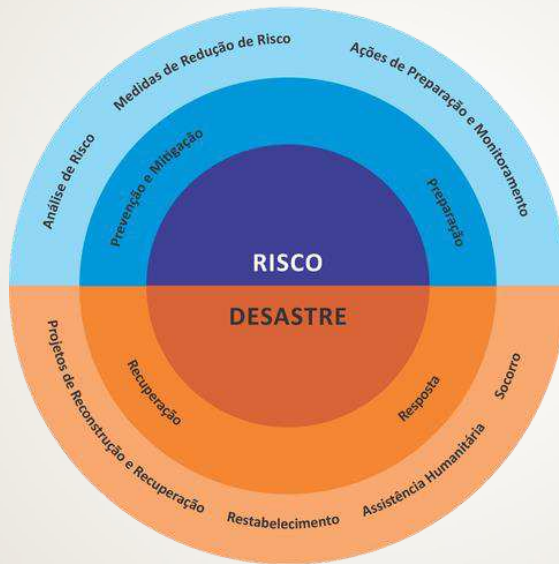 Análise de Risco
Medidas de Redução de Risco
Ações de Preparação e Monitoramento
Prevenção e Mitigação
Preparação
RISCO
DESASTRE
Recuperação
Resposta
Projetos de Reconstrução e Recuperação
Restabelecimento
Assistência Humanitária
Socorro